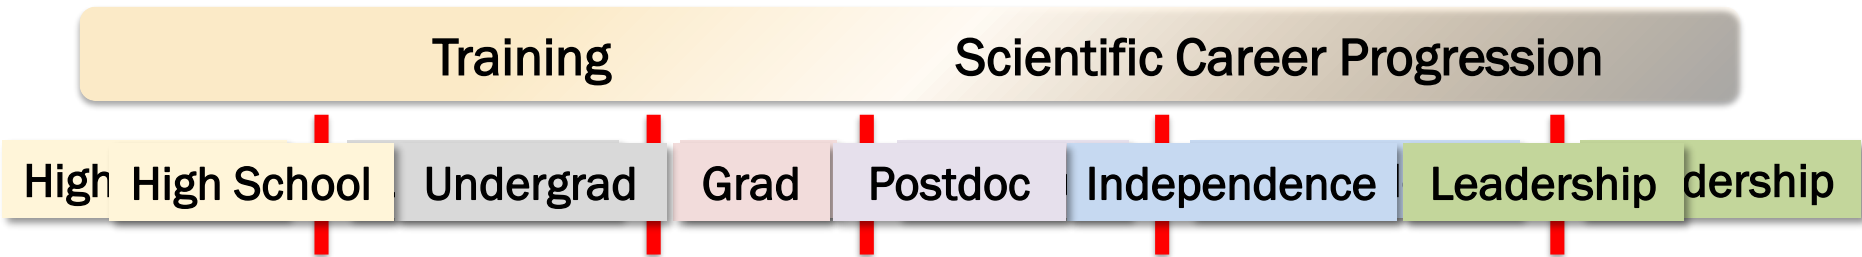 Training Scientific Career Progression
High High School Undergrad Grad Postdoc Independence Leadership dership